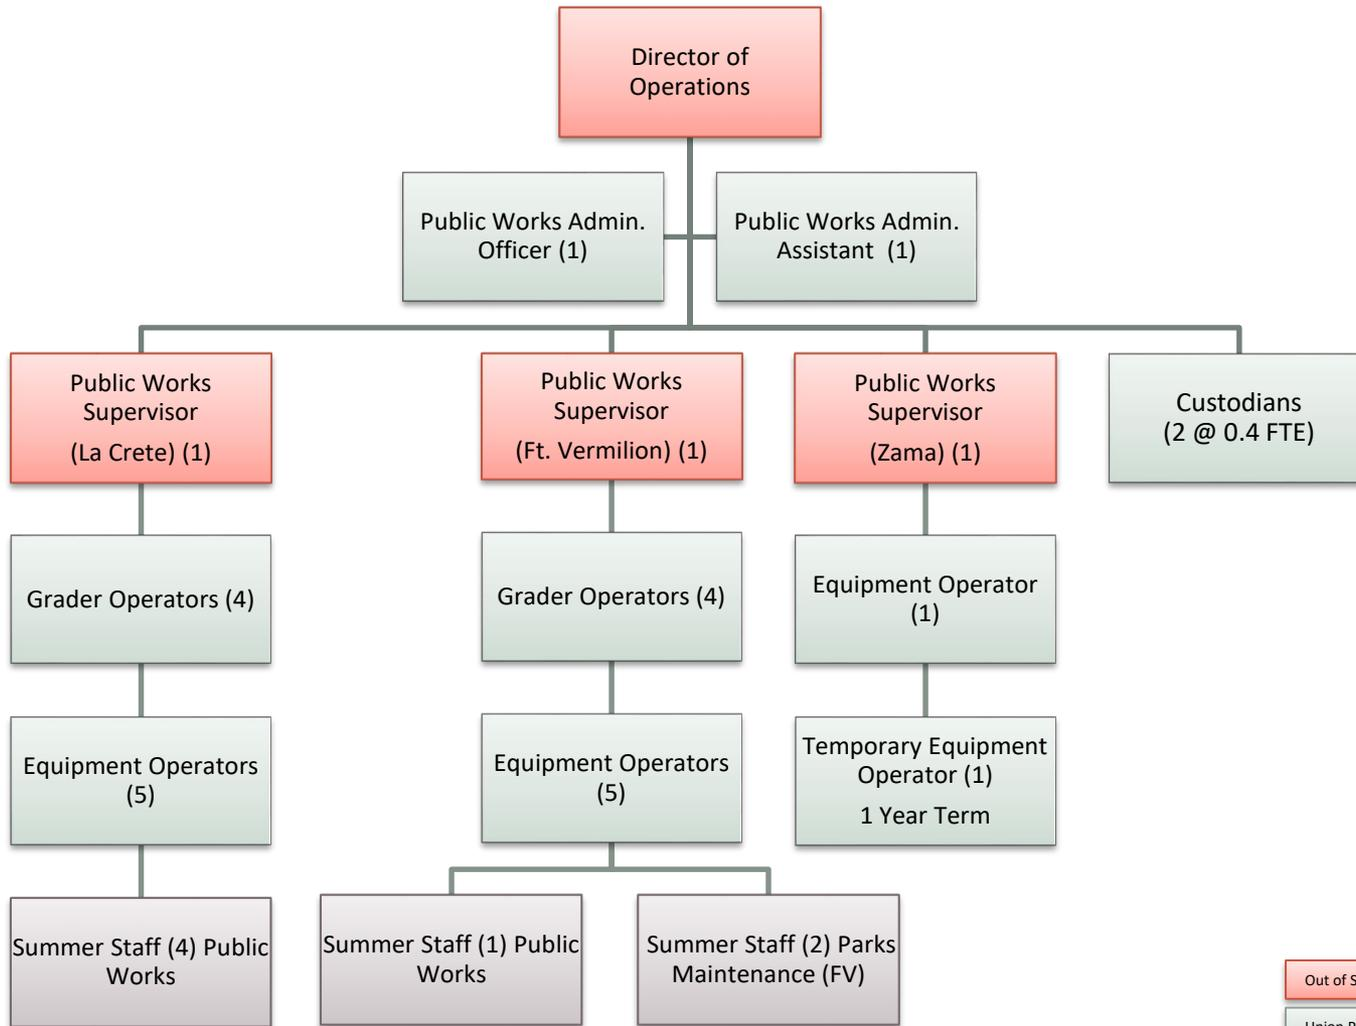 Director of
Operations
Public Works Admin.
Officer (1)
Public Works Admin.
Assistant (1)
Public Works
Supervisor
(La Crete) (1)
Public Works
Supervisor
(Ft. Vermilion) (1)
Public Works
Supervisor
(Zama) (1)
Custodians
(2 @ 0.4 FTE)
Grader Operators (4)
Grader Operators (4)
Equipment Operator
(1)
Equipment Operators
(5)
Equipment Operators
(5)
Temporary Equipment
Operator (1)
1 Year Term
Summer Staff (4) Public
Works
Summer Staff (1) Public
Works
Summer Staff (2) Parks
Maintenance (FV)
Out of
Union